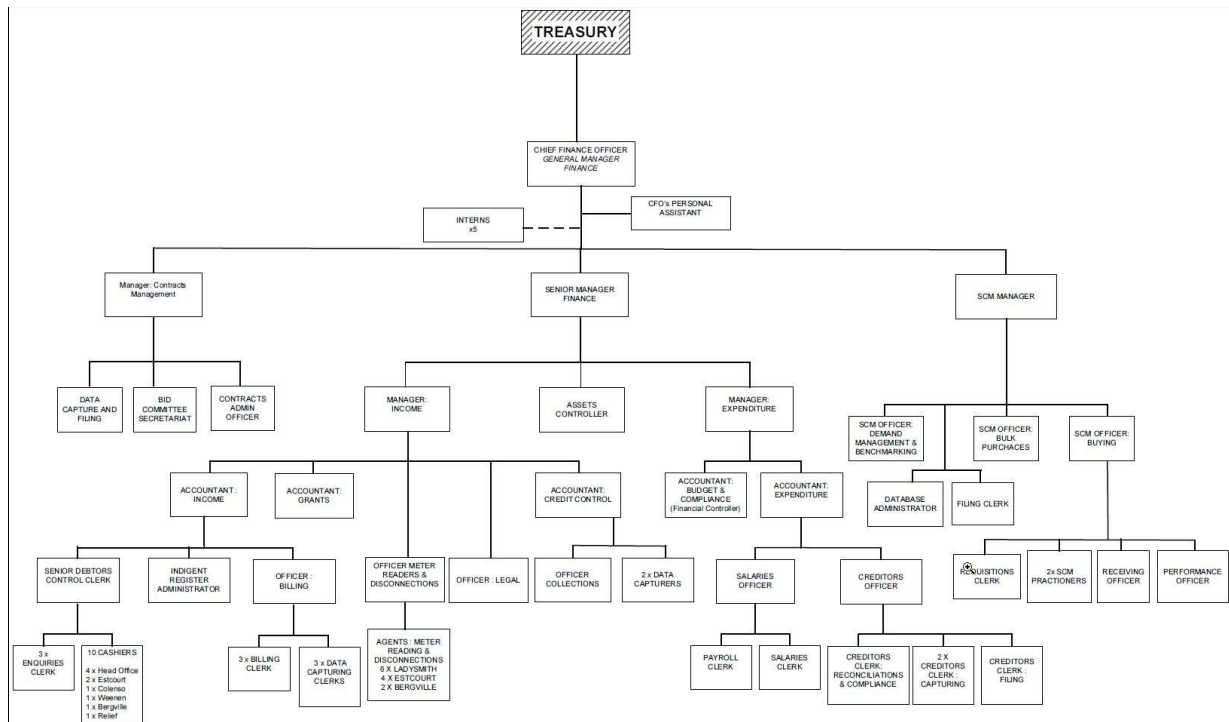 TREASURY
CHIEF FINANCE OFFICER
GENERAL MANAGER
FINANCE
CFO's PERSONAL
ASSISTANT
INTERNS
x5
Manager: Contracts
Management
SENIOR MANAGER
FINANCE
SCM MANAGER
DATA
CAPTURE AND
FILING
BID
COMMITTEE
SECRETARIAT
CONTRACTS
ADMIN
OFFICER
MANAGER:
INCOME
ASSETS
CONTROLLER
MANAGER:
EXPENDITURE
SCM OFFICER:
DEMAND
MANAGEMENT &
BENCHMARKING
SCM OFFICER:
BULK
PURCHACES
SCM OFFICER:
BUYING
ACCOUNTANT :
INCOME
ACCOUNTANT:
GRANTS
ACCOUNTANT:
CREDIT CONTROL
ACCOUNTANT:
BUDGET &
COMPLIANCE
(Financial Controller)
ACCOUNTANT:
EXPENDITURE
DATABASE
ADMINISTRATOR
FILING CLERK
SENIOR DEBTORS
CONTROL CLERK
INDIGENT
REGISTER
ADMINISTRATOR
OFFICER :
BILLING
OFFICER METER
READERS &
DISCONNECTIONS
OFFICER : LEGAL
OFFICER
COLLECTIONS
2 x DATA
CAPTURERS
SALARIES
OFFICER
CREDITORS
OFFICER
REQUISITIONS
CLERK
2x SCM
PRACTIONERS
RECEIVING
OFFICER
PERFORMANCE
OFFICER
3 x
ENQUIRIES
CLERK
10 CASHIERS
4 x Head Office
2 x Estcourt
1 x Colenso
1 x Weenen
1 x Bergville
1 x Relief
3 x BILLING
CLERK
3 x DATA
CAPTURING
CLERKS
AGENTS : METER
READING &
DISCONNECTIONS
6 X LADYSMITH
4 X ESTCOURT
2 X BERGVILLE
PAYROLL
CLERK
SALARIES
CLERK
CREDITORS
CLERK:
RECONCILIATIONS
& COMPLIANCE
2 X
CREDITORS
CLERK :
CAPTURING
CREDITORS
CLERK :
FILING